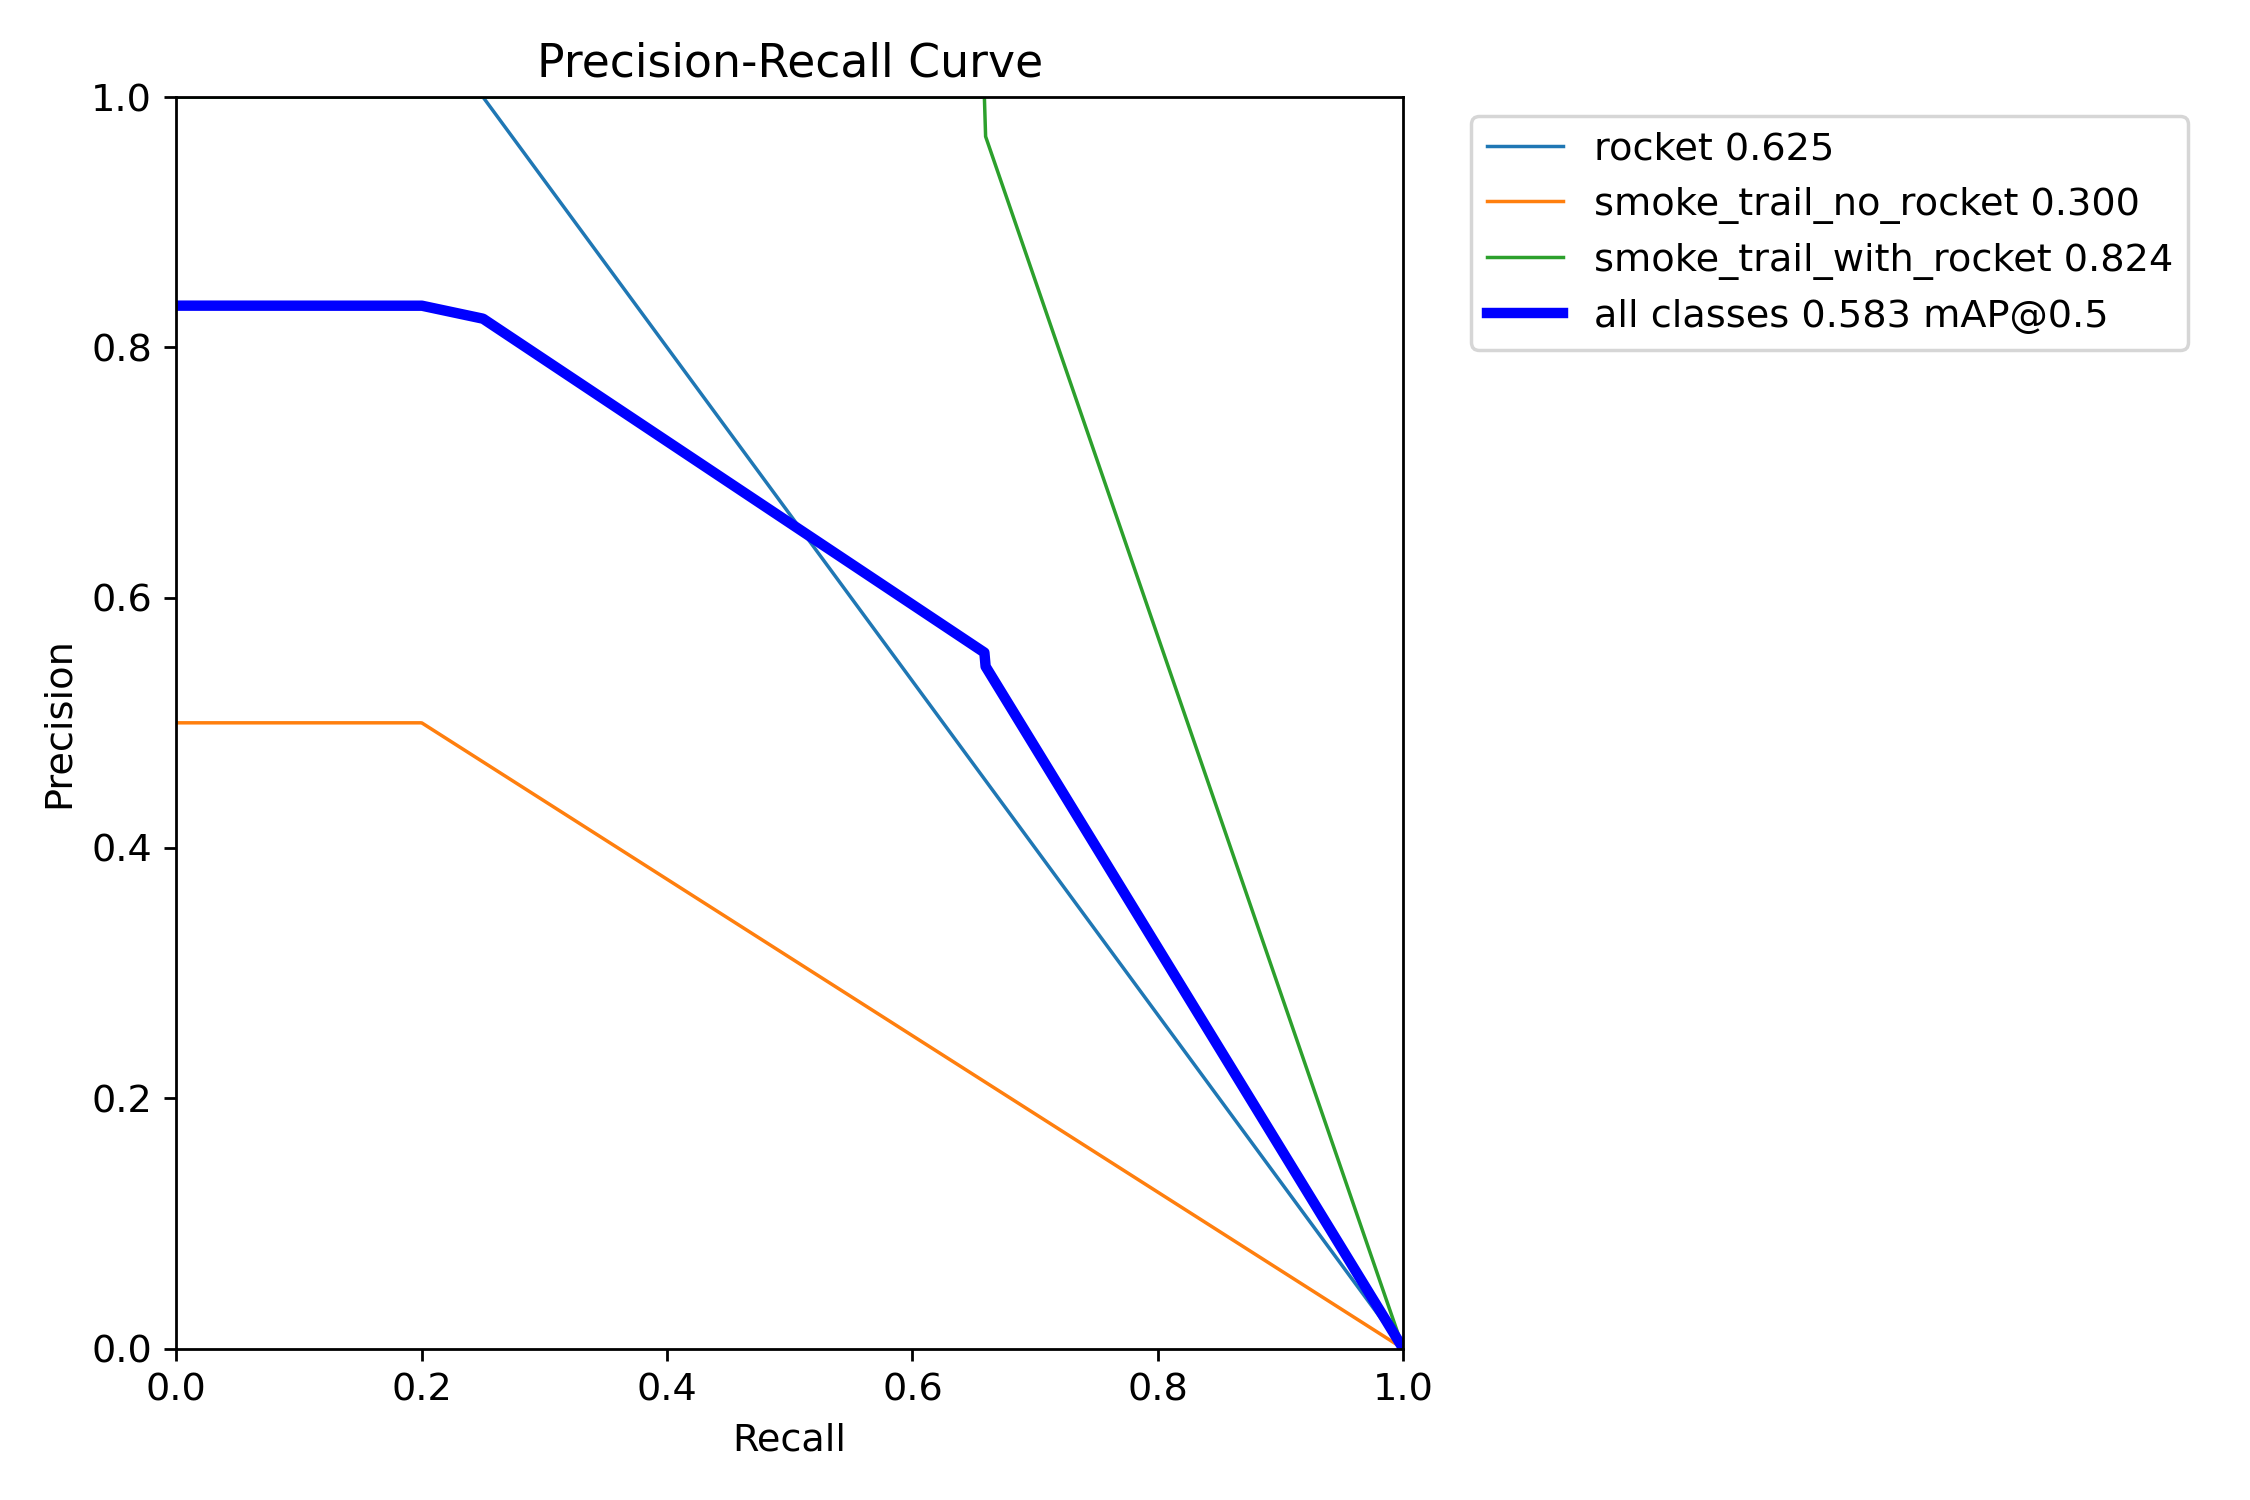 Precision-Recall Curve
1.0
0.8
0.6
0.4
0.2
0.0
Precision
0.0 0.2 0.4 0.6 0.8 1.0
Recall
rocket 0.625
smoke_trail_no_rocket 0.300
smoke_trail_with_rocket 0.824
all classes 0.583 mAP@0.5